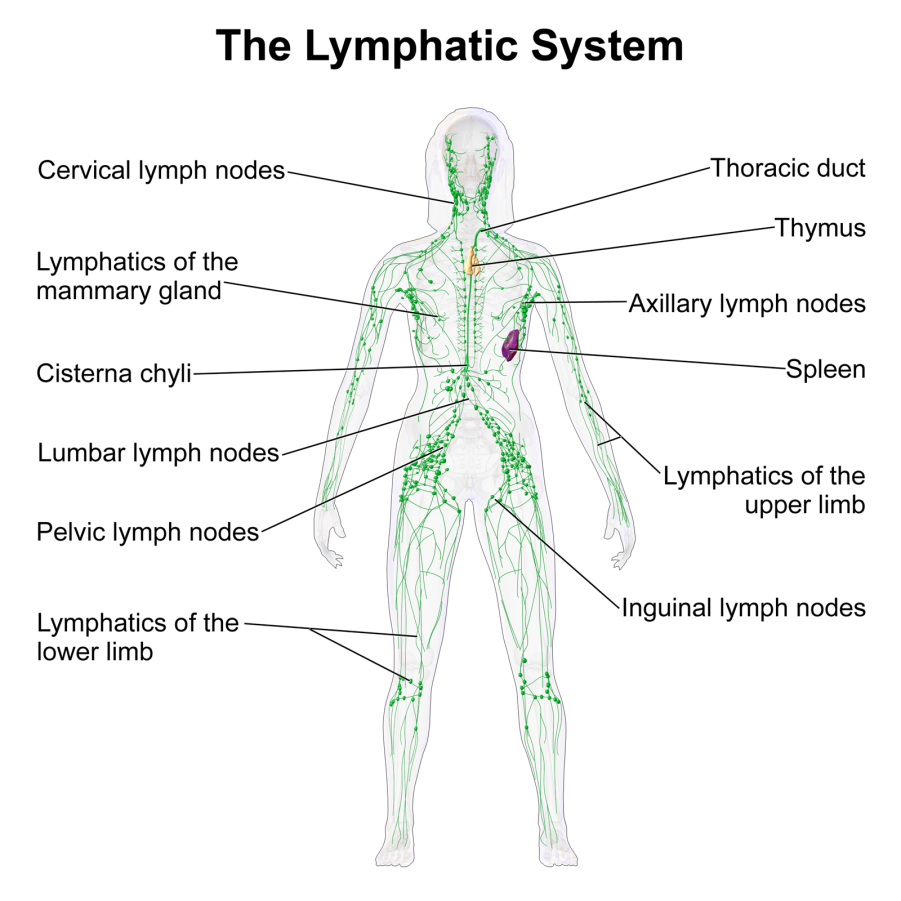 The Lymphatic System
Cervical lymph nodes
Lymphatics of the
mammary gland
Cisterna chyli
Lumbar lymph nodes
Pelvic lymph nodes
Lymphatics of the
lower limb
Thoracic duct
Thymus
Axillary lymph nodes
Spleen
Lymphatics of the
upper limb
Inguinal lymph nodes